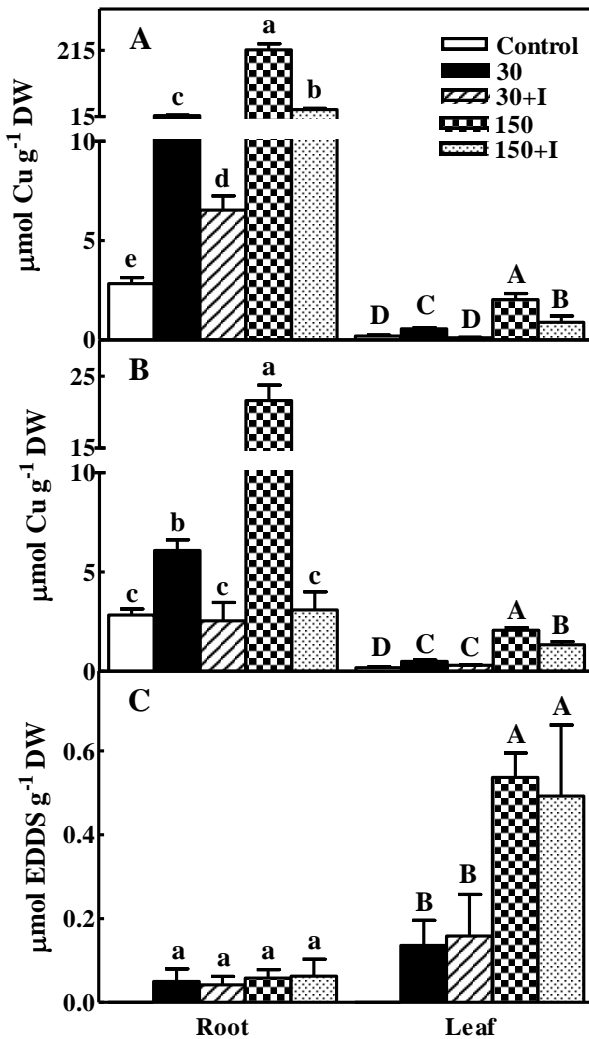 A
Control
30
30+I
150
150+I
μmol Cu g-1 DW
215
15
10
5
0
e
c
d
a
b
D
C
D
A
B
B
μmol Cu g-1 DW
25
15
10
5
0
c
b
c
a
c
D
C
C
A
B
C
μmol EDDS g-1 DW
0.6
0.4
0.2
0.0
a
a
a
a
B
B
A
A
Root
Leaf